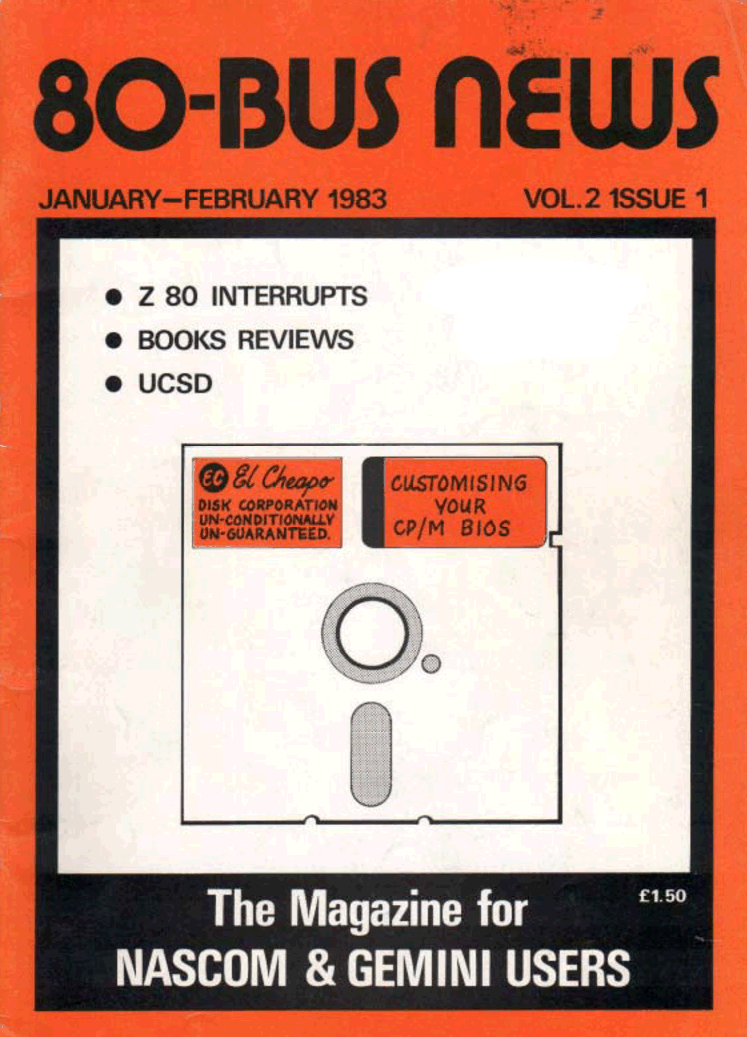 80-BUS NEWS
JANUARY–FEBRUARY 1983 VOL.2 1SSUE 1
● Z 80 INTERRUPTS
● BOOKS REVIEWS
● UCSD
EC El Cheapo
DISK CORPORATION
UN-CONDITIONALLY
UN-GUARANTEED.
CUSTOMISING
YOUR
CP/M BIOS
The Magazine for
£1.50
NASCOM & GEMINI USERS